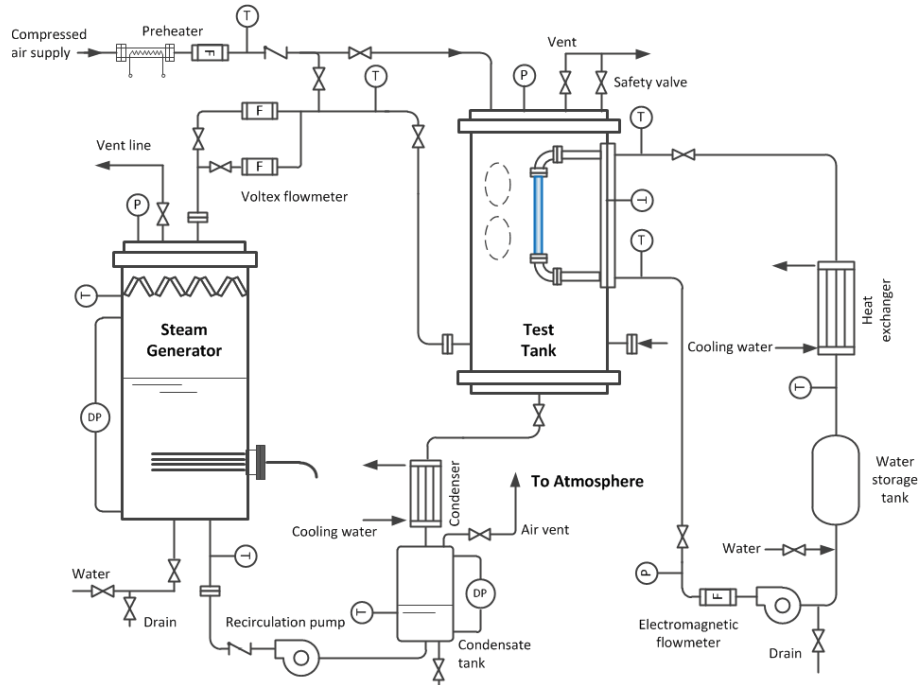 T
Preheater
Compressed
air supply
F
Vent
P
Safety valve
T
F
T
Vent line
F
Voltex flowmeter
P
T
T
T
Steam
Generator
Test
Tank
Heat
exchanger
Cooling water
T
DP
Condenser
To Atmosphere
Water
storage
tank
Cooling water
Air vent
T
Water
Water
P
F
DP
T
Drain
Recirculation pump
Condensate
tank
Electromagnetic
flowmeter
Drain